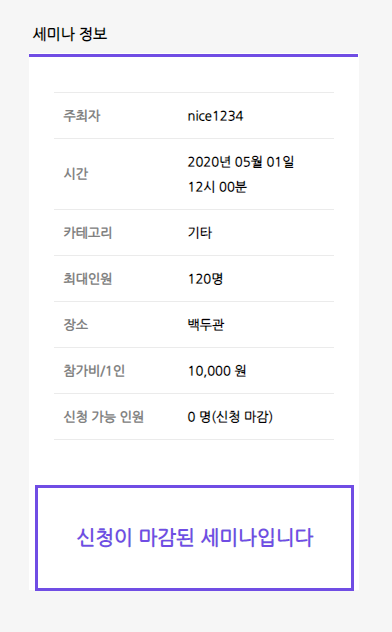 세미나 정보
주최자 nice1234
시간 2020년 05월 01일
12시 00분
카테고리 기타
최대인원 120명
장소 백두관
참가비/1인 10,000 원
신청 가능 인원 0 명(신청 마감)
신청이 마감된 세미나입니다